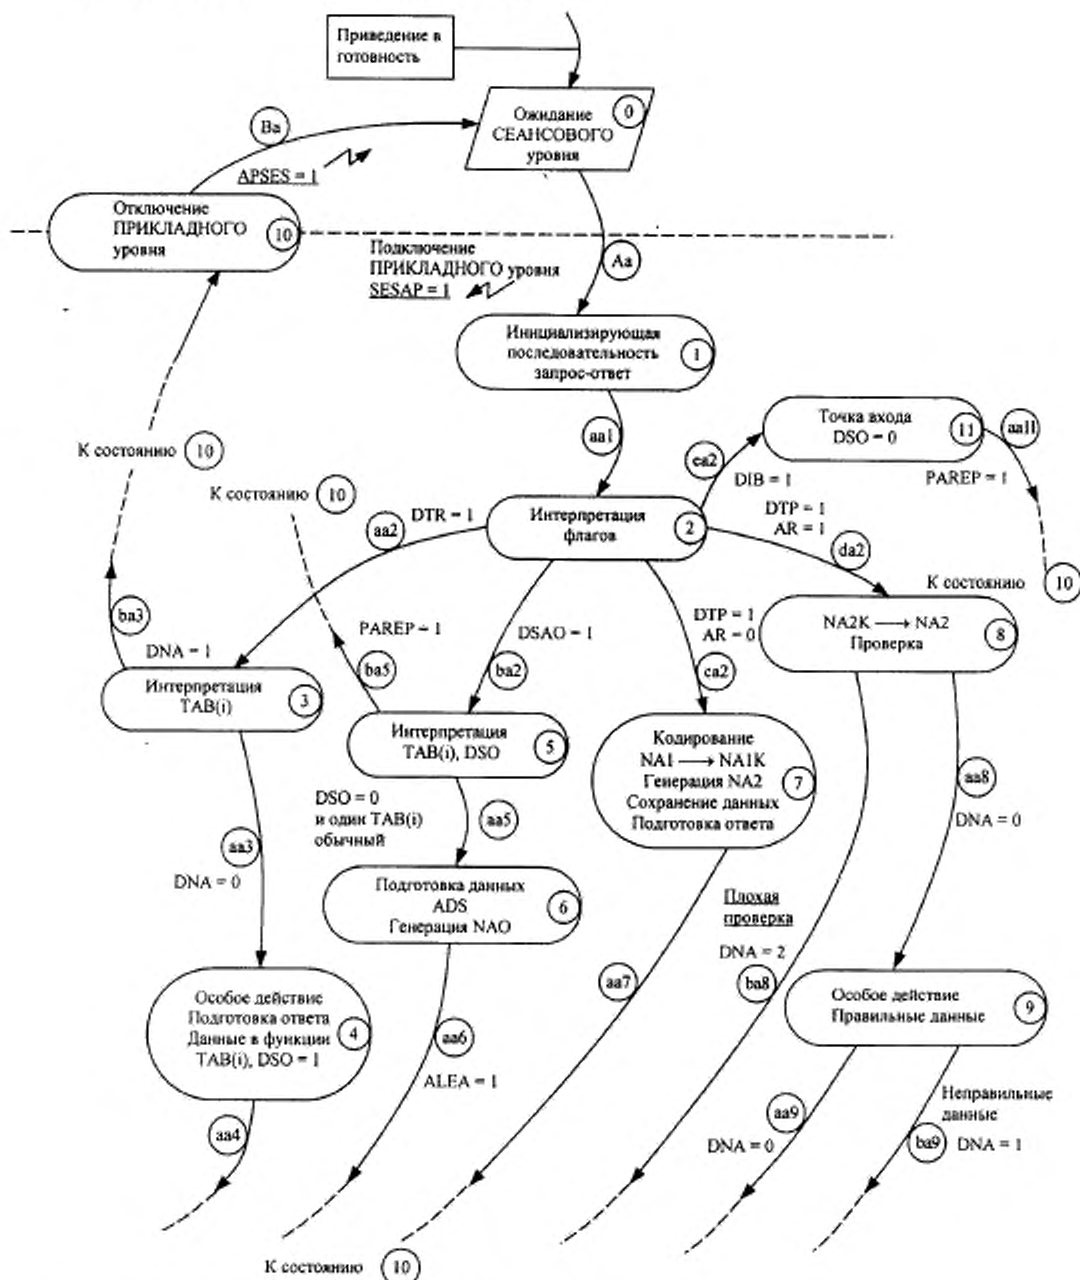 Приведение в
готовность
Ожидание
СЕАНСОВОГО
уровня
0
Ba
APSES = 1
Отключение
ПРИКЛАДНОГО
уровня
10
Подключение
ПРИКЛАДНОГО уровня
SESAP = 1
Aa
Инициализирующая
последовательность
запрос-ответ
1
aa1
Точка входа
DSO = 0
11
aa11
ea2
DIB = 1
PAREP = 1
К состоянию 10
К состоянию 10
aa2
DTR = 1
Интерпретация
флагов
2
DTP = 1
AR = 1
da2
К состоянию 10
ba3
DNA = 1
PAREP = 1
ba5
DSAO = 1
ba2
DTP = 1
AR = 0
ca2
NA2K → NA2
Проверка
8
Интерпретация
TAB(i)
3
Интерпретация
TAB(i), DSO
5
Кодирование
NA1 → NA1K
Генерация NA2
Сохранение данных
Подготовка ответа
7
aa8
DNA = 0
DSO = 0
и один TAB(i)
обычный
aa5
aa3
DNA = 0
Подготовка данных
ADS
Генерация NAO
6
Плохая
проверка
DNA = 2
ba8
aa7
Особое действие
Подготовка ответа
Данные в функции
TAB(i), DSO = 1
4
Особое действие
Правильные данные
9
aa6
ALEA = 1
aa4
aa9
DNA = 0
Неправильные
данные
ba9
DNA = 1
К состоянию 10